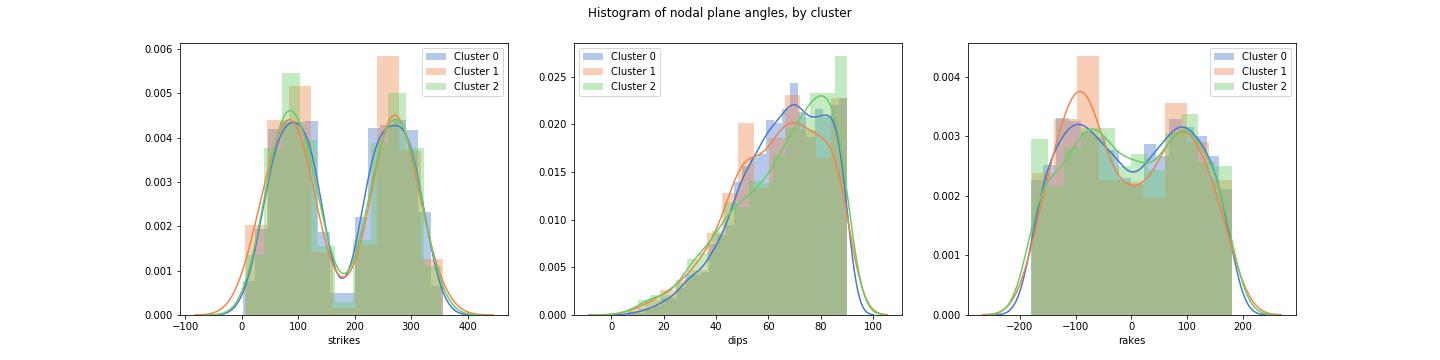 Histogram of nodal plane angles, by cluster
0.006
0.005
0.004
0.003
0.002
0.001
0.000
Cluster 0
Cluster 1
Cluster 2
−100
0
100
200
300
400
strikes
0.025
0.020
0.015
0.010
0.005
0.000
Cluster 0
Cluster 1
Cluster 2
0
20
40
60
80
100
dips
0.004
0.003
0.002
0.001
0.000
Cluster 0
Cluster 1
Cluster 2
−200
−100
0
100
200
rakes